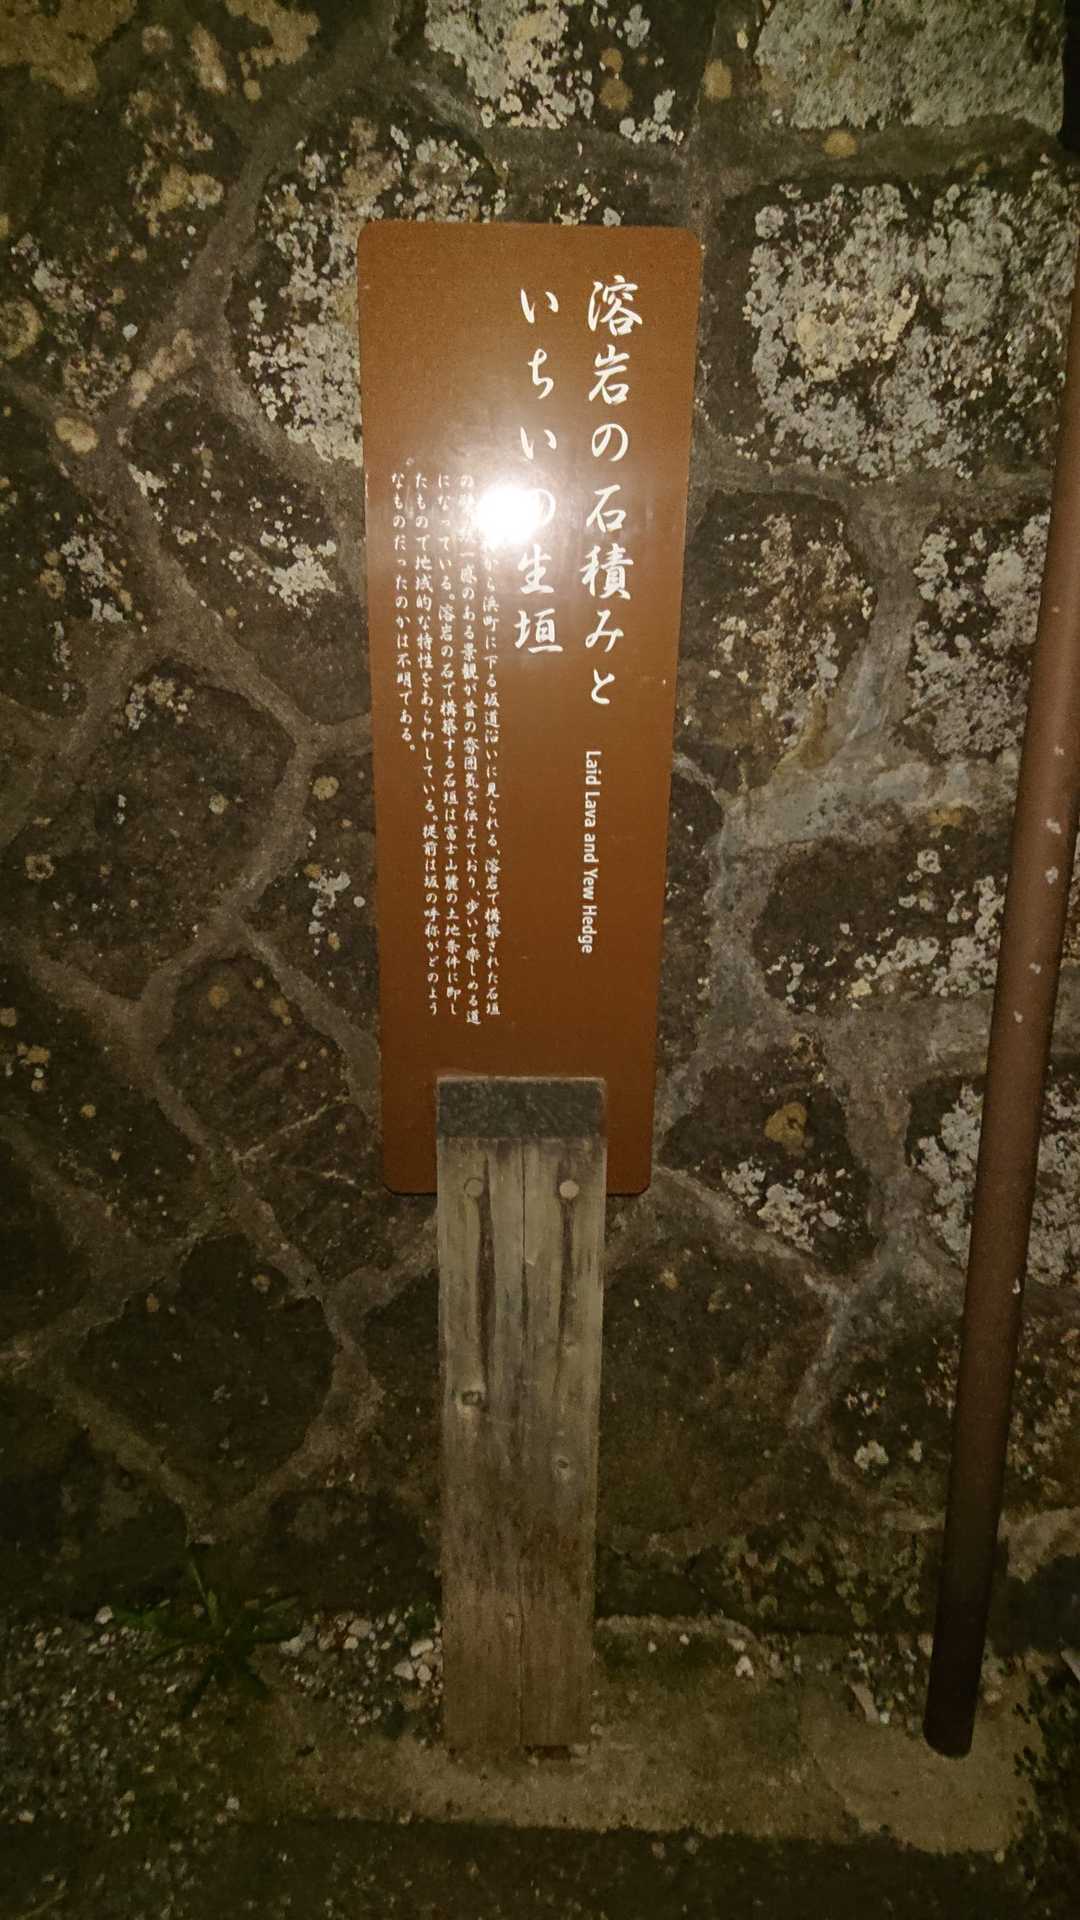 溶岩の石積みと
いちいの生垣
Laid Lava and Yew Hedge
から浜町に下る坂道沿いに見られる、溶岩で構築された石垣
の 一感のある景観が昔の雰囲気を伝えており、歩いて楽しめる道
になっている。溶岩の石で構築する石垣は富士山麓の土地条件に即し
たもので地域的な特性をあらわしている。提前は坂の呼称がどのよう
なものだったのかは不明である。